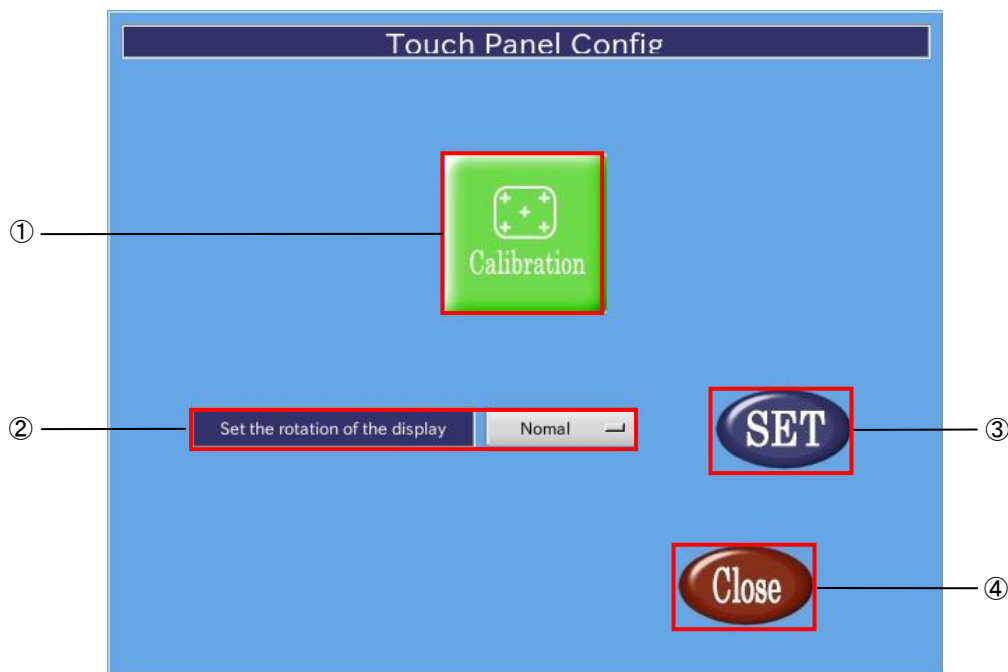 Touch Panel Config
①
Calibration
②
Set the rotation of the display
Nomal
SET
③
Close
④